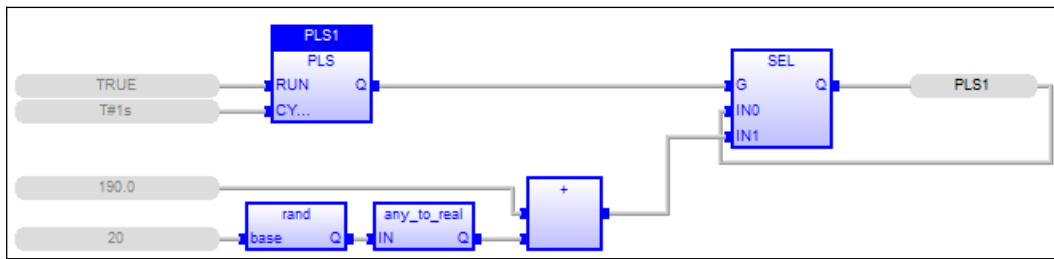 PLS1
PLS
SEL
TRUE RUN Q G Q PLS1
T#1s CY... IN0
IN1
190.0 +
rand any_to_real
20 base Q IN Q